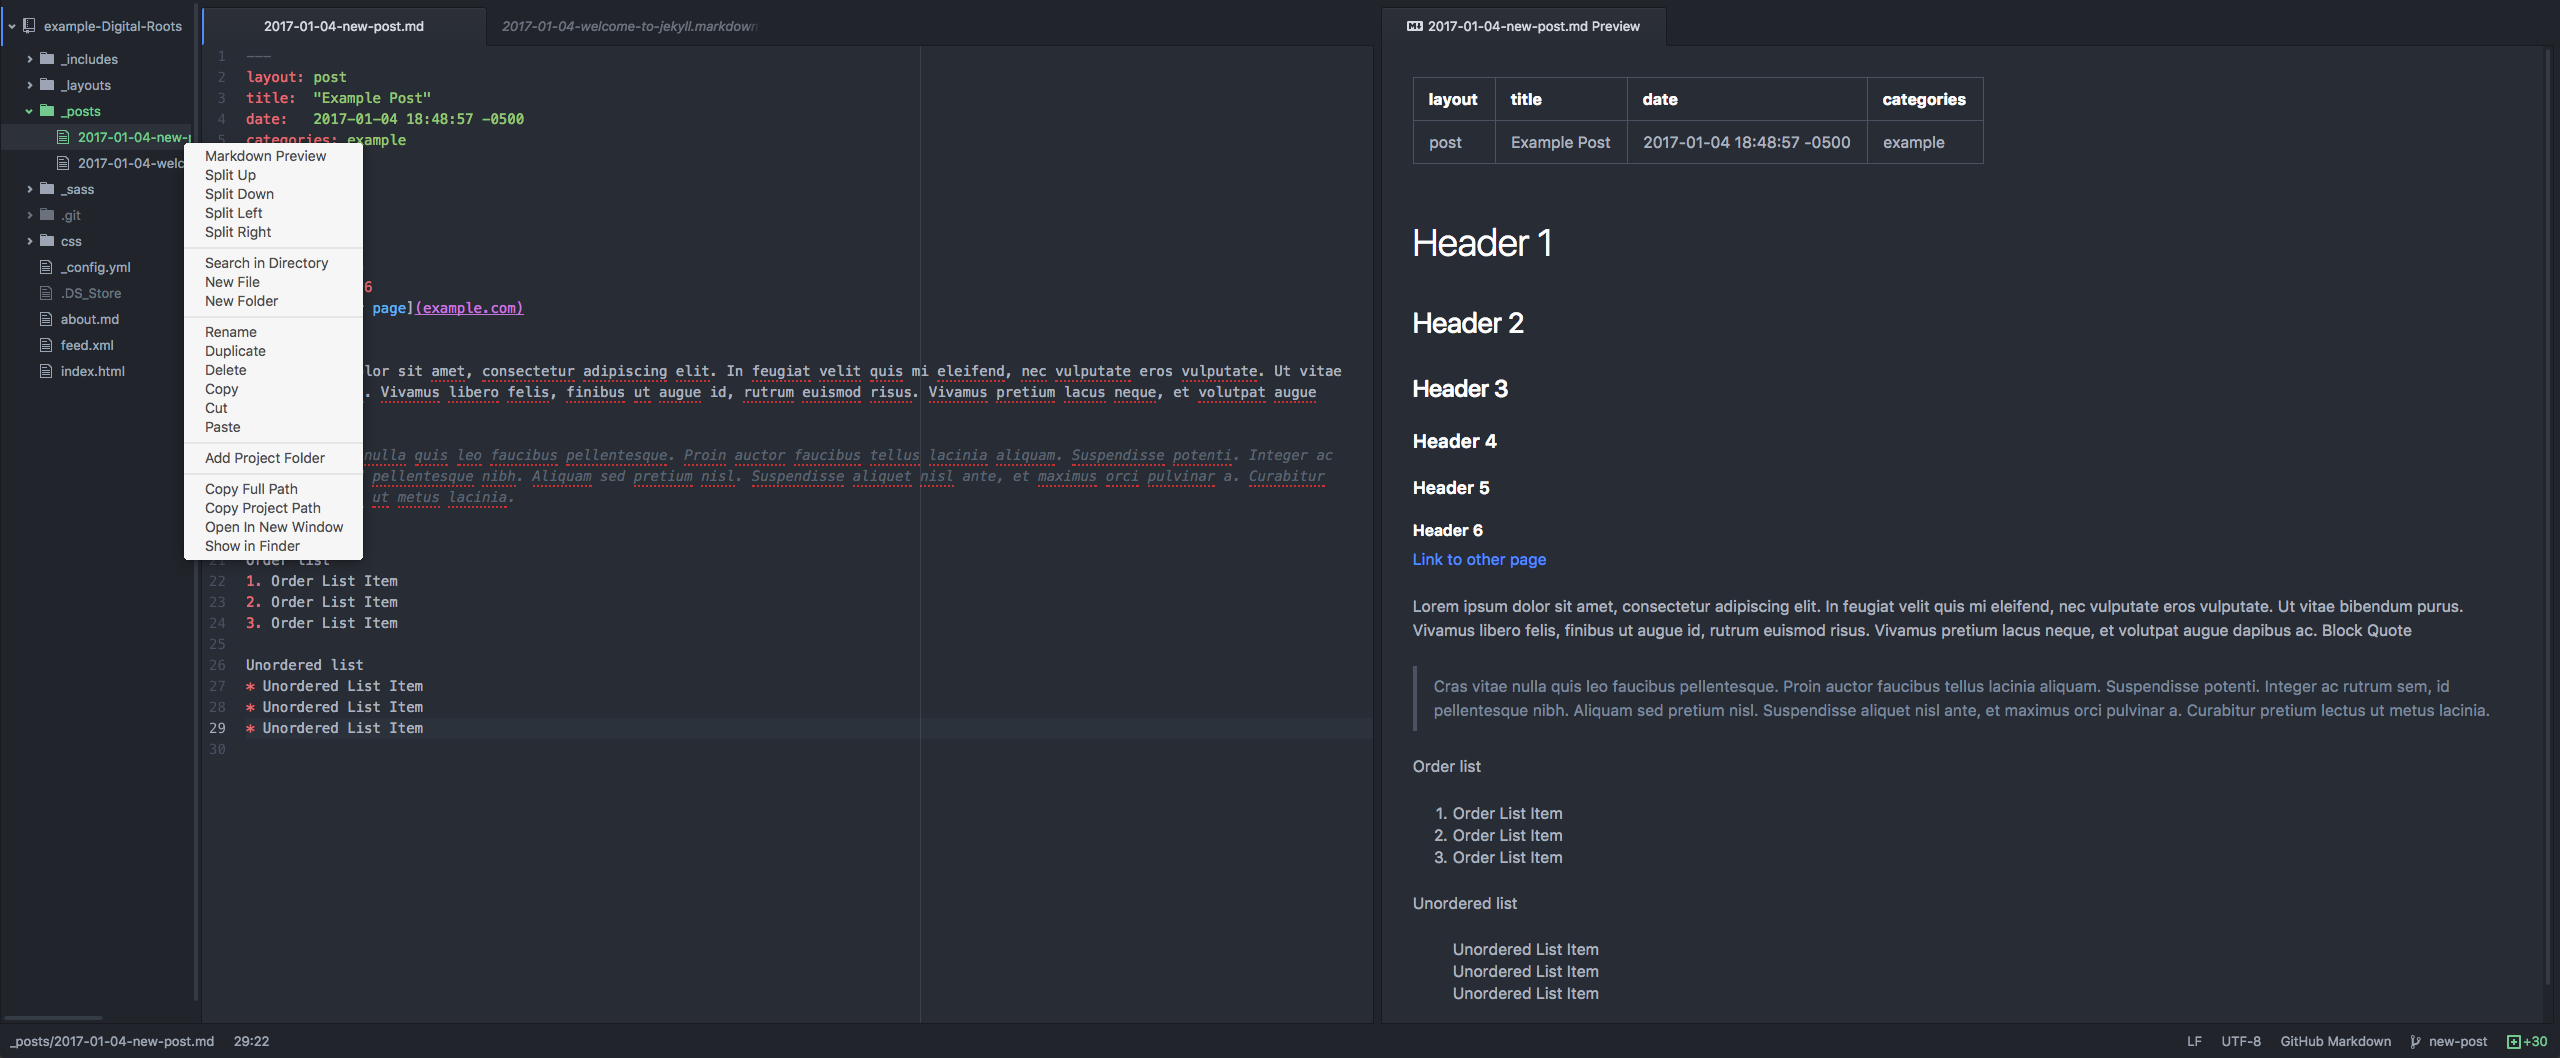 example-Digital-Roots
_includes
_layouts
_posts
2017-01-04-new-
2017-01-04-welc
_sass
.git
css
_config.yml
.DS_Store
about.md
feed.xml
index.html
Markdown Preview
Split Up
Split Down
Split Left
Split Right
Search in Directory
New File
New Folder
Rename
Duplicate
Delete
Copy
Cut
Paste
Add Project Folder
Copy Full Path
Copy Project Path
Open In New Window
Show in Finder
2017-01-04-new-post.md
2017-01-04-welcome-to-jekyll.markdown
1 ---
2 layout: post
3 title: "Example Post"
4 date: 2017-01-04 18:48:57 -0500
5 categories: example
6
page](example.com)
lor sit amet, consectetur adipiscing elit. In feugiat velit quis mi eleifend, nec vulputate eros vulputate. Ut vitae
. Vivamus libero felis, finibus ut augue id, rutrum euismod risus. Vivamus pretium lacus neque, et volutpat augue
nulla quis leo faucibus pellentesque. Proin auctor faucibus tellus lacinia aliquam. Suspendisse potenti. Integer ac
pellentesque nibh. Aliquam sed pretium nisl. Suspendisse aliquet nisl ante, et maximus orci pulvinar a. Curabitur
ut metus lacinia.
21 Order list
22 1. Order List Item
23 2. Order List Item
24 3. Order List Item
25
26 Unordered list
27 * Unordered List Item
28 * Unordered List Item
29 * Unordered List Item
30
2017-01-04-new-post.md Preview
layout title date categories
post Example Post 2017-01-04 18:48:57 -0500 example
Header 1
Header 2
Header 3
Header 4
Header 5
Header 6
Link to other page
Lorem ipsum dolor sit amet, consectetur adipiscing elit. In feugiat velit quis mi eleifend, nec vulputate eros vulputate. Ut vitae bibendum purus.
Vivamus libero felis, finibus ut augue id, rutrum euismod risus. Vivamus pretium lacus neque, et volutpat augue dapibus ac. Block Quote
Cras vitae nulla quis leo faucibus pellentesque. Proin auctor faucibus tellus lacinia aliquam. Suspendisse potenti. Integer ac rutrum sem, id
pellentesque nibh. Aliquam sed pretium nisl. Suspendisse aliquet nisl ante, et maximus orci pulvinar a. Curabitur pretium lectus ut metus lacinia.
Order list
1. Order List Item
2. Order List Item
3. Order List Item
Unordered list
Unordered List Item
Unordered List Item
Unordered List Item
_posts/2017-01-04-new-post.md 29:22
LF UTF-8 GitHub Markdown new-post +30